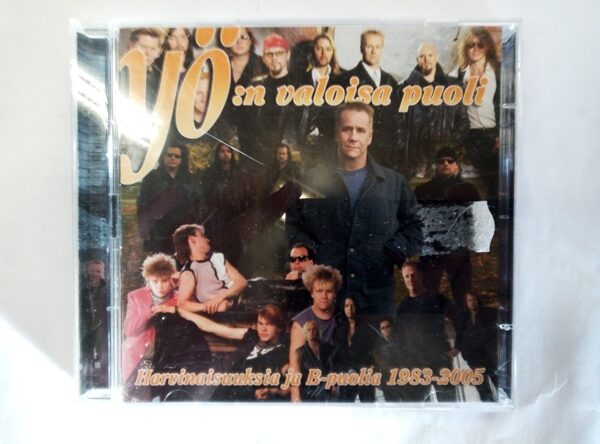 yö:n valoisa puoli
Harvinaisuuksia ja B-puolia 1983-2005